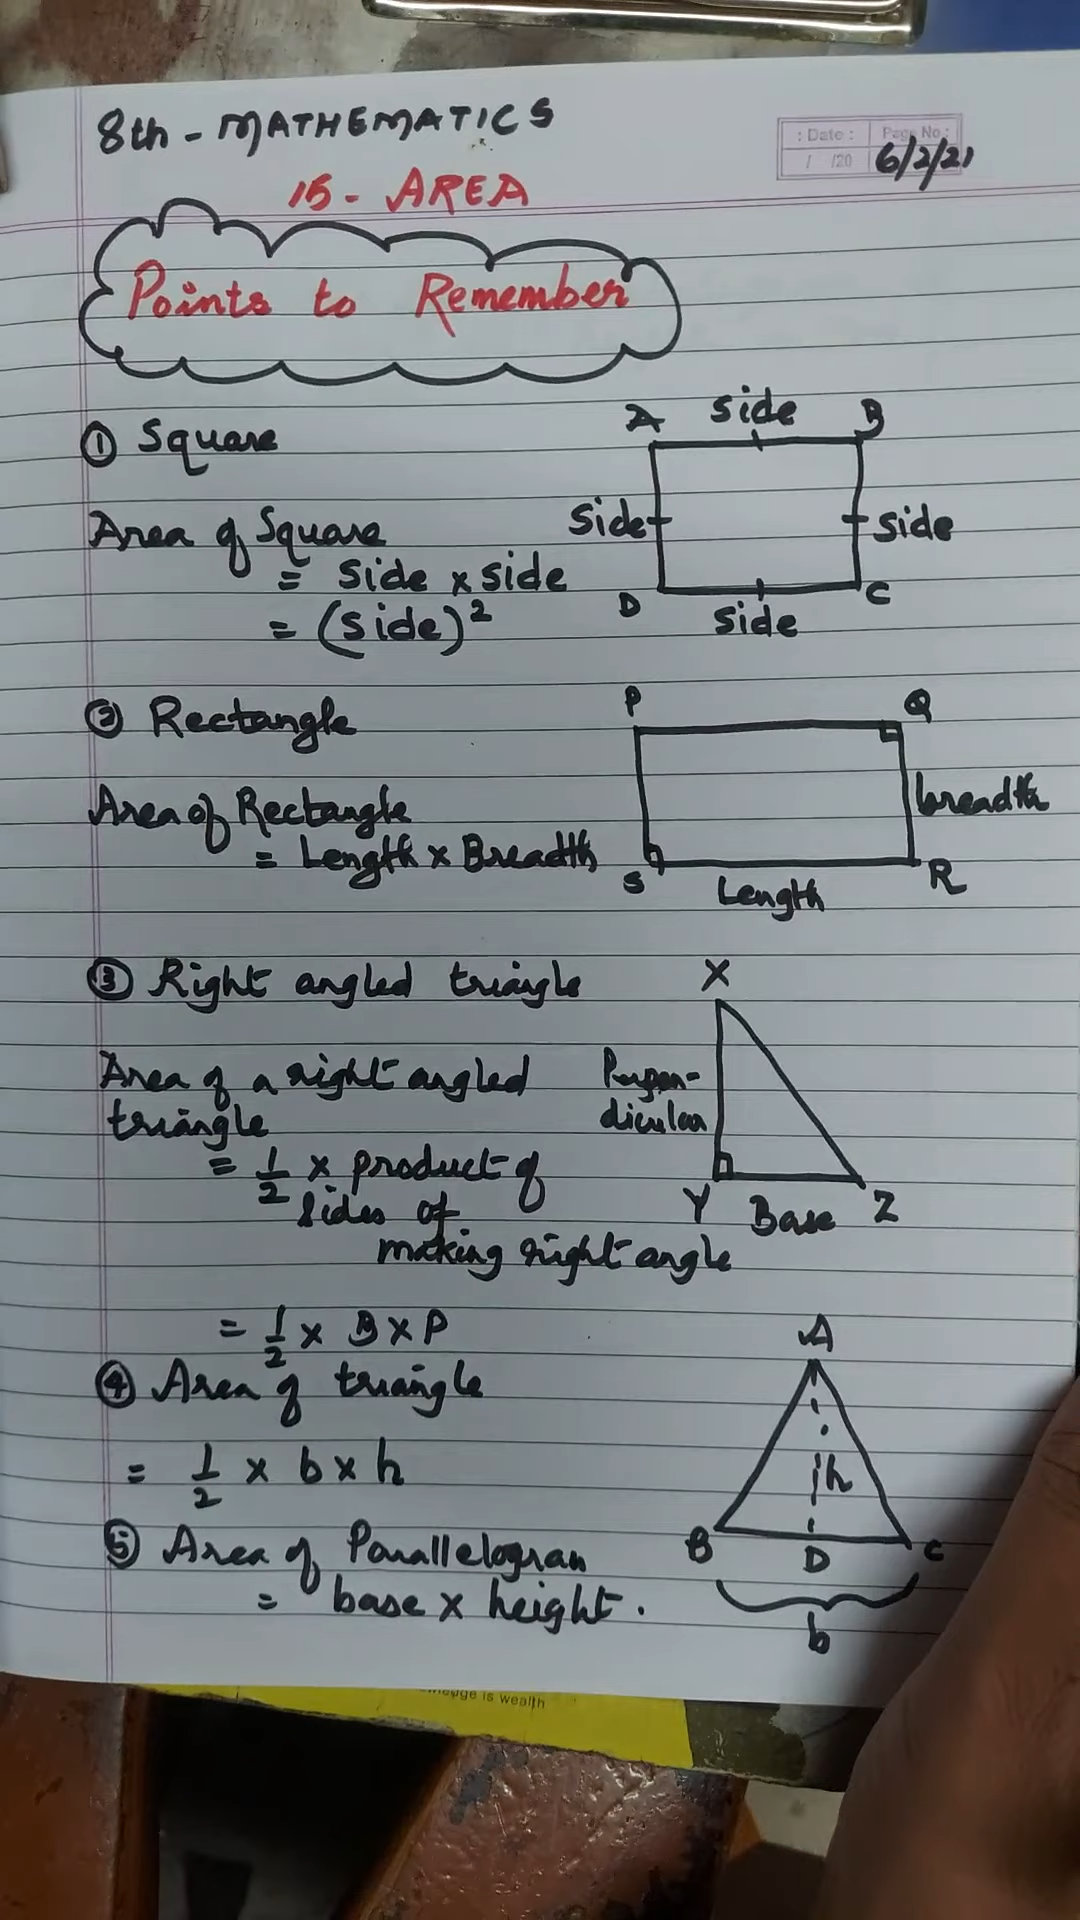 8th - MATHEMATICS
: Date : Page No :
/ /20 6/2/21
15 - AREA
Points to Remember
① Square
A side B
Side side
D side C
Area of Square
= side x side
= (side)²
② Rectangle
P Q
breadth
S Length R
Area of Rectangle
= Length x Breadth
③ Right angled triangle
X
Perpen-
dicular
Y Base Z
Area of a right angled
triangle
= 1/2 x product of
sides of
making right angle
= 1/2 x B x P
④ Area of triangle
= 1/2 x b x h
A
h
B D C
b
⑤ Area of Parallelogram
= base x height.
is wealth